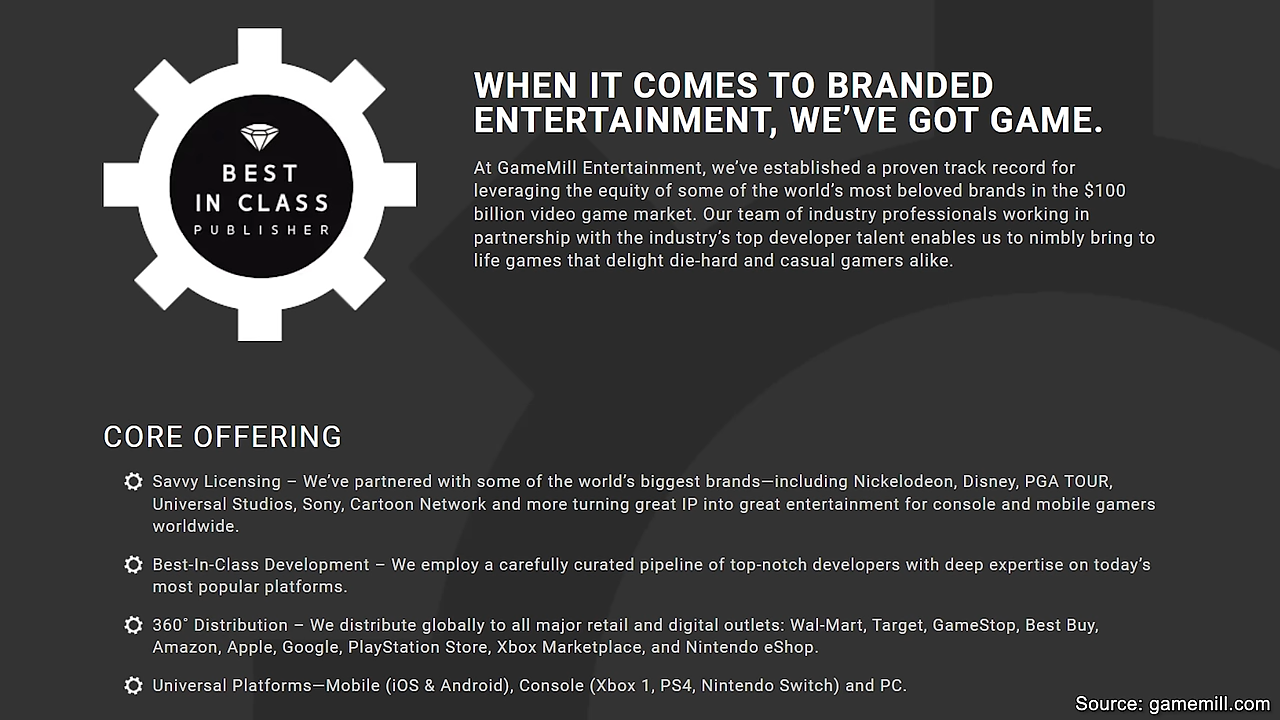 BEST
IN CLASS
PUBLISHER
WHEN IT COMES TO BRANDED
ENTERTAINMENT, WE’VE GOT GAME.
At GameMill Entertainment, we’ve established a proven track record for
leveraging the equity of some of the world’s most beloved brands in the $100
billion video game market. Our team of industry professionals working in
partnership with the industry’s top developer talent enables us to nimbly bring to
life games that delight die-hard and casual gamers alike.
CORE OFFERING
Savvy Licensing – We’ve partnered with some of the world’s biggest brands—including Nickelodeon, Disney, PGA TOUR,
Universal Studios, Sony, Cartoon Network and more turning great IP into great entertainment for console and mobile gamers
worldwide.
Best-In-Class Development – We employ a carefully curated pipeline of top-notch developers with deep expertise on today’s
most popular platforms.
360˚ Distribution – We distribute globally to all major retail and digital outlets: Wal-Mart, Target, GameStop, Best Buy,
Amazon, Apple, Google, PlayStation Store, Xbox Marketplace, and Nintendo eShop.
Universal Platforms—Mobile (iOS & Android), Console (Xbox 1, PS4, Nintendo Switch) and PC.
Source: gamemill.com